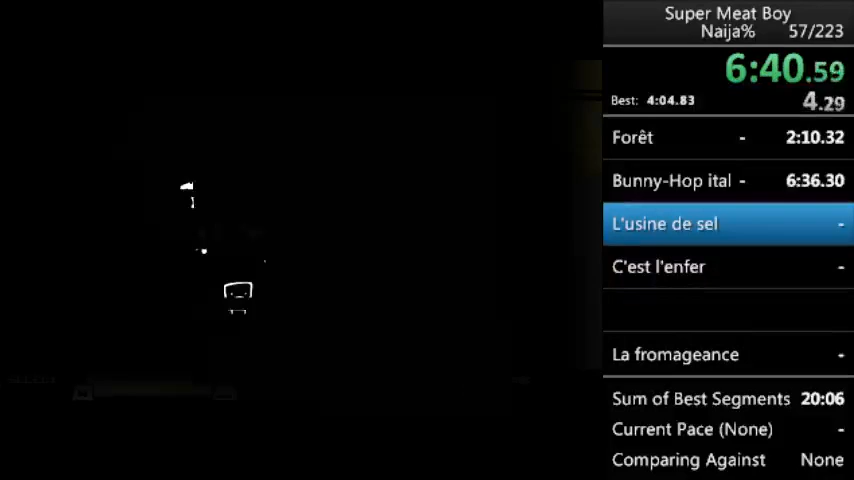 Super Meat Boy
Naija% 57/223
6:40.59
Best: 4:04.83 4.29
Forêt - 2:10.32
Bunny-Hop ital - 6:36.30
L'usine de sel -
C'est l'enfer -
La fromageance -
Sum of Best Segments 20:06
Current Pace (None) -
Comparing Against None